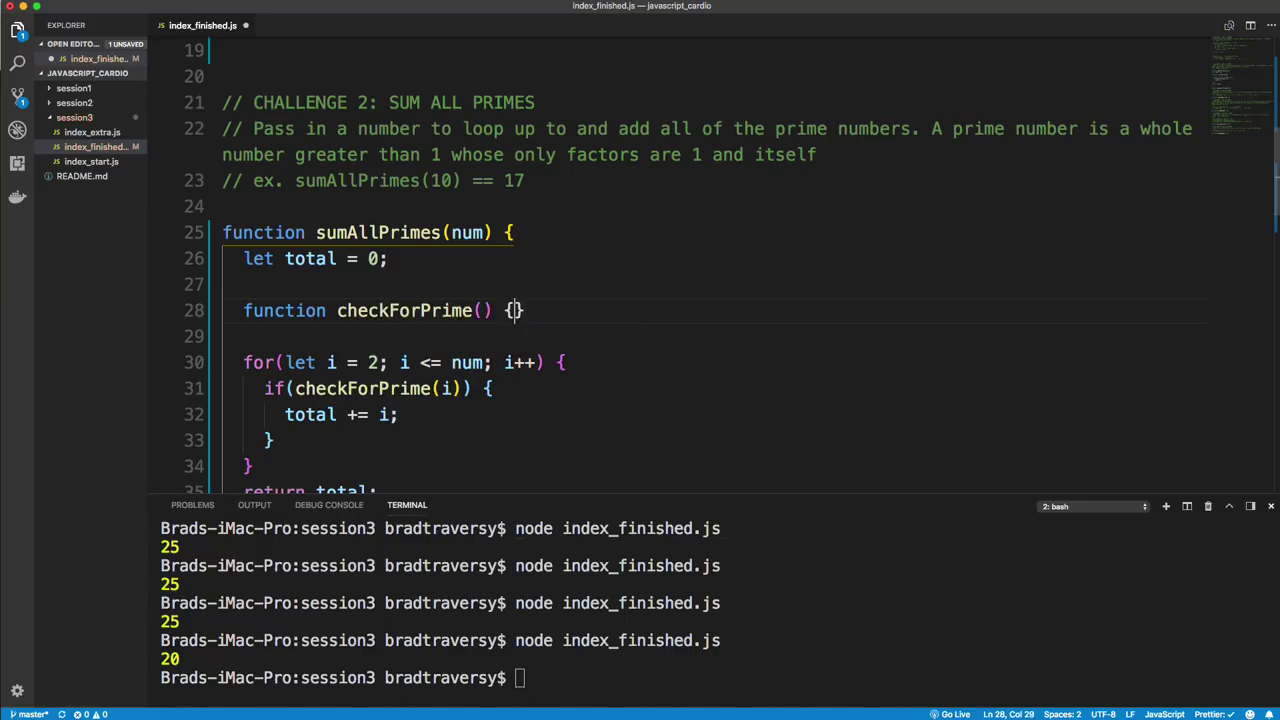 index_finished.js — javascript_cardio
EXPLORER
OPEN EDITO... 1 UNSAVED
index_finishe... M
JAVASCRIPT_CARDIO
session1
session2
session3
index_extra.js
index_finished... M
index_start.js
README.md
1
1
JS index_finished.js
19
20
21 // CHALLENGE 2: SUM ALL PRIMES
22 // Pass in a number to loop up to and add all of the prime numbers. A prime number is a whole
number greater than 1 whose only factors are 1 and itself
23 // ex. sumAllPrimes(10) == 17
24
25 function sumAllPrimes(num) {
26 let total = 0;
27
28 function checkForPrime() {}
29
30 for(let i = 2; i <= num; i++) {
31 if(checkForPrime(i)) {
32 total += i;
33 }
34 }
35 return total;
PROBLEMS OUTPUT DEBUG CONSOLE TERMINAL 2: bash
Brads-iMac-Pro:session3 bradtraversy$ node index_finished.js
25
Brads-iMac-Pro:session3 bradtraversy$ node index_finished.js
25
Brads-iMac-Pro:session3 bradtraversy$ node index_finished.js
25
Brads-iMac-Pro:session3 bradtraversy$ node index_finished.js
20
Brads-iMac-Pro:session3 bradtraversy$
master* 0 0 Go Live Ln 28, Col 29 Spaces: 2 UTF-8 LF JavaScript Prettier: ✓